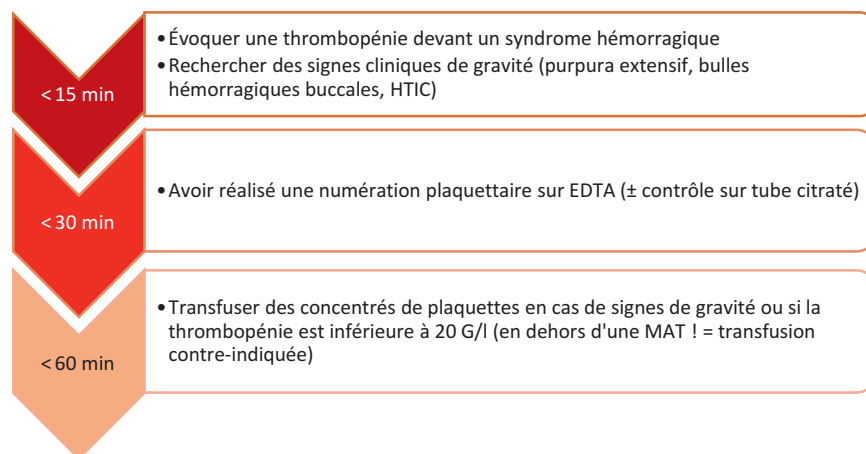 • Évoquer une thrombopénie devant un syndrome hémorragique
• Rechercher des signes cliniques de gravité (purpura extensif, bulles
hémorragiques buccales, HTIC)
< 15 min
• Avoir réalisé une numération plaquettaire sur EDTA (± contrôle sur tube citraté)
< 30 min
• Transfuser des concentrés de plaquettes en cas de signes de gravité ou si la
thrombopénie est inférieure à 20 G/l (en dehors d'une MAT ! = transfusion
contre-indiquée)
< 60 min